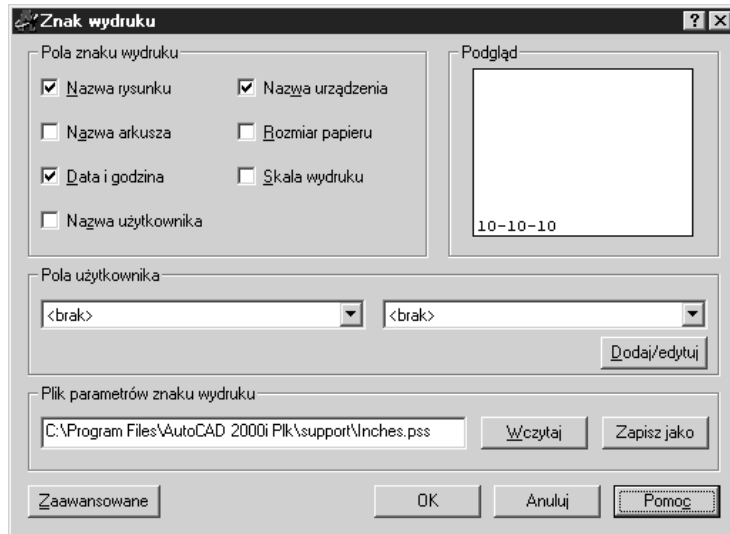 Znak wydruku
Pola znaku wydruku
Nazwa rysunku
Nazwa urządzenia
Nazwa arkusza
Rozmiar papieru
Data i godzina
Skala wydruku
Nazwa użytkownika
Podgląd
10-10-10
Pola użytkownika
<brak>
<brak>
Dodaj/edytuj
Plik parametrów znaku wydruku
C:\Program Files\AutoCAD 2000i Plk\support\Inches.pss
Wczytaj
Zapisz jako
Zaawansowane
OK
Anuluj
Pomoc